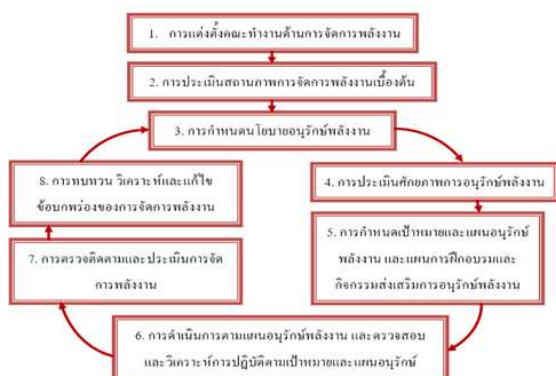 1. การแต่งตั้งคณะทำงานด้านการจัดการพลังงาน
2. การประเมินสถานภาพการจัดการพลังงานเบื้องต้น
3. การกำหนดนโยบายอนุรักษ์พลังงาน
4. การประเมินศักยภาพการอนุรักษ์พลังงาน
5. การกำหนดเป้าหมายและแผนอนุรักษ์
พลังงาน และแผนการฝึกอบรมและ
กิจกรรมส่งเสริมการอนุรักษ์พลังงาน
6. การดำเนินการตามแผนอนุรักษ์พลังงาน และตรวจสอบ
และวิเคราะห์การปฏิบัติตามเป้าหมายและแผนอนุรักษ์
7. การตรวจติดตามและประเมินการจัด
การพลังงาน
8. การทบทวน วิเคราะห์และแก้ไข
ข้อบกพร่องของการจัดการพลังงาน